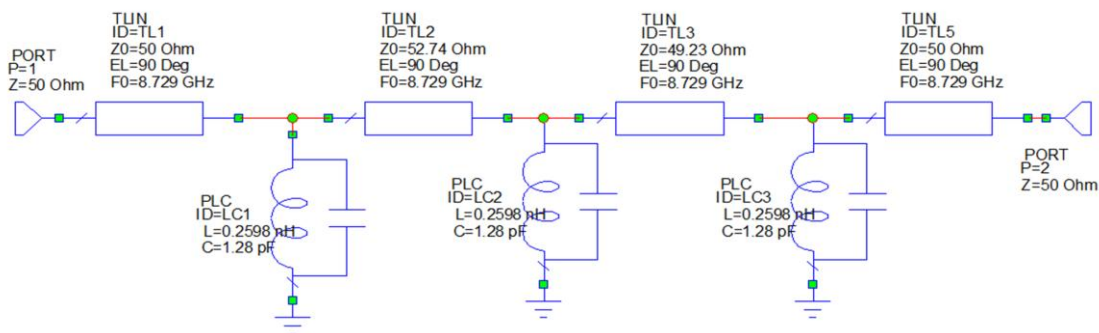 TLIN
ID=TL1
Z0=50 Ohm
EL=90 Deg
F0=8.729 GHz
TLIN
ID=TL2
Z0=52.74 Ohm
EL=90 Deg
F0=8.729 GHz
TLIN
ID=TL3
Z0=49.23 Ohm
EL=90 Deg
F0=8.729 GHz
TLIN
ID=TL5
Z0=50 Ohm
EL=90 Deg
F0=8.729 GHz
PORT
P=1
Z=50 Ohm
PLC
ID=LC1
L=0.2598 nH
C=1.28 pF
PLC
ID=LC2
L=0.2598 nH
C=1.28 pF
PLC
ID=LC3
L=0.2598 nH
C=1.28 pF
PORT
P=2
Z=50 Ohm